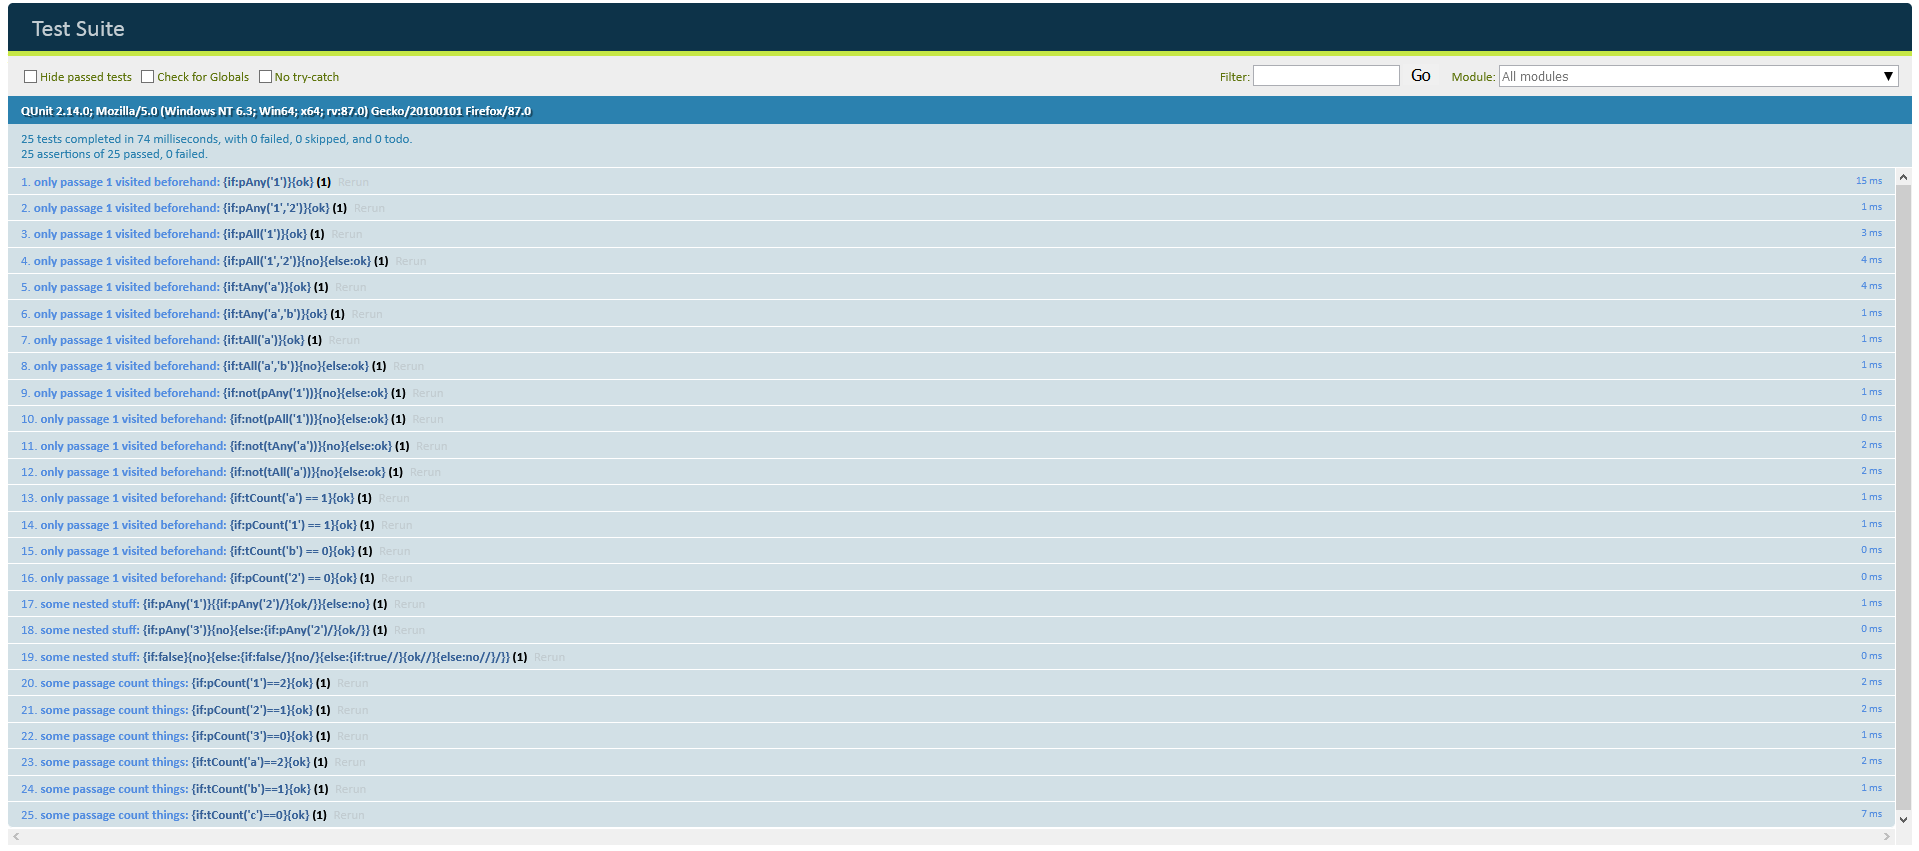 Test Suite
Hide passed tests Check for Globals No try-catch Filter: Go Module: All modules
QUnit 2.14.0; Mozilla/5.0 (Windows NT 6.3; Win64; x64; rv:87.0) Gecko/20100101 Firefox/87.0
25 tests completed in 74 milliseconds, with 0 failed, 0 skipped, and 0 todo.
25 assertions of 25 passed, 0 failed.
1. only passage 1 visited beforehand: {if:pAny('1')}{ok} (1) Rerun 15 ms
2. only passage 1 visited beforehand: {if:pAny('1','2')}{ok} (1) Rerun 1 ms
3. only passage 1 visited beforehand: {if:pAll('1')}{ok} (1) Rerun 3 ms
4. only passage 1 visited beforehand: {if:pAll('1','2')}{no}{else:ok} (1) Rerun 4 ms
5. only passage 1 visited beforehand: {if:tAny('a')}{ok} (1) Rerun 4 ms
6. only passage 1 visited beforehand: {if:tAny('a','b')}{ok} (1) Rerun 1 ms
7. only passage 1 visited beforehand: {if:tAll('a')}{ok} (1) Rerun 1 ms
8. only passage 1 visited beforehand: {if:tAll('a','b')}{no}{else:ok} (1) Rerun 1 ms
9. only passage 1 visited beforehand: {if:not(pAny('1'))}{no}{else:ok} (1) Rerun 1 ms
10. only passage 1 visited beforehand: {if:not(pAll('1'))}{no}{else:ok} (1) Rerun 0 ms
11. only passage 1 visited beforehand: {if:not(tAny('a'))}{no}{else:ok} (1) Rerun 2 ms
12. only passage 1 visited beforehand: {if:not(tAll('a'))}{no}{else:ok} (1) Rerun 2 ms
13. only passage 1 visited beforehand: {if:tCount('a') == 1}{ok} (1) Rerun 1 ms
14. only passage 1 visited beforehand: {if:pCount('1') == 1}{ok} (1) Rerun 1 ms
15. only passage 1 visited beforehand: {if:tCount('b') == 0}{ok} (1) Rerun 0 ms
16. only passage 1 visited beforehand: {if:pCount('2') == 0}{ok} (1) Rerun 0 ms
17. some nested stuff: {if:pAny('1')}{{if:pAny('2')/}{ok/}}{else:no} (1) Rerun 1 ms
18. some nested stuff: {if:pAny('3')}{no}{else:{if:pAny('2')/}{ok/}} (1) Rerun 0 ms
19. some nested stuff: {if:false}{no}{else:{if:false/}{no/}{else:{if:true//}{ok//}{else:no//}/}} (1) Rerun 0 ms
20. some passage count things: {if:pCount('1')==2}{ok} (1) Rerun 2 ms
21. some passage count things: {if:pCount('2')==1}{ok} (1) Rerun 2 ms
22. some passage count things: {if:pCount('3')==0}{ok} (1) Rerun 1 ms
23. some passage count things: {if:tCount('a')==2}{ok} (1) Rerun 2 ms
24. some passage count things: {if:tCount('b')==1}{ok} (1) Rerun 1 ms
25. some passage count things: {if:tCount('c')==0}{ok} (1) Rerun 7 ms